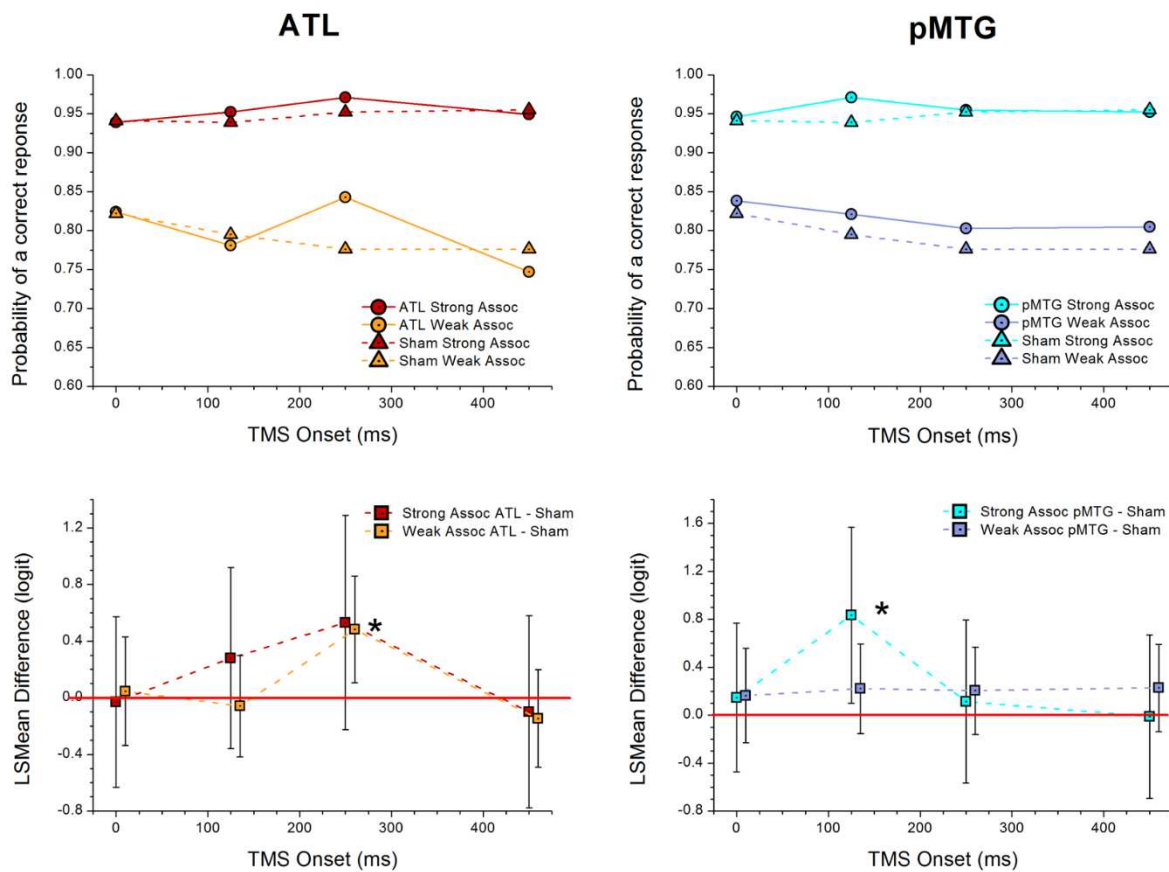 ATL
Probability of a correct reponse
1.00
0.95
0.90
0.85
0.80
0.75
0.70
0.65
0.60
ATL Strong Assoc
ATL Weak Assoc
Sham Strong Assoc
Sham Weak Assoc
0
100
200
300
400
TMS Onset (ms)
pMTG
Probability of a correct response
1.00
0.95
0.90
0.85
0.80
0.75
0.70
0.65
0.60
pMTG Strong Assoc
pMTG Weak Assoc
Sham Strong Assoc
Sham Weak Assoc
0
100
200
300
400
TMS Onset (ms)
LSMean Difference (logit)
1.2
0.8
0.4
0.0
-0.4
-0.8
Strong Assoc ATL - Sham
Weak Assoc ATL - Sham
*
0
100
200
300
400
TMS Onset (ms)
LSMean Difference (logit)
1.6
1.2
0.8
0.4
0.0
-0.4
-0.8
Strong Assoc pMTG - Sham
Weak Assoc pMTG - Sham
*
0
100
200
300
400
TMS Onset (ms)